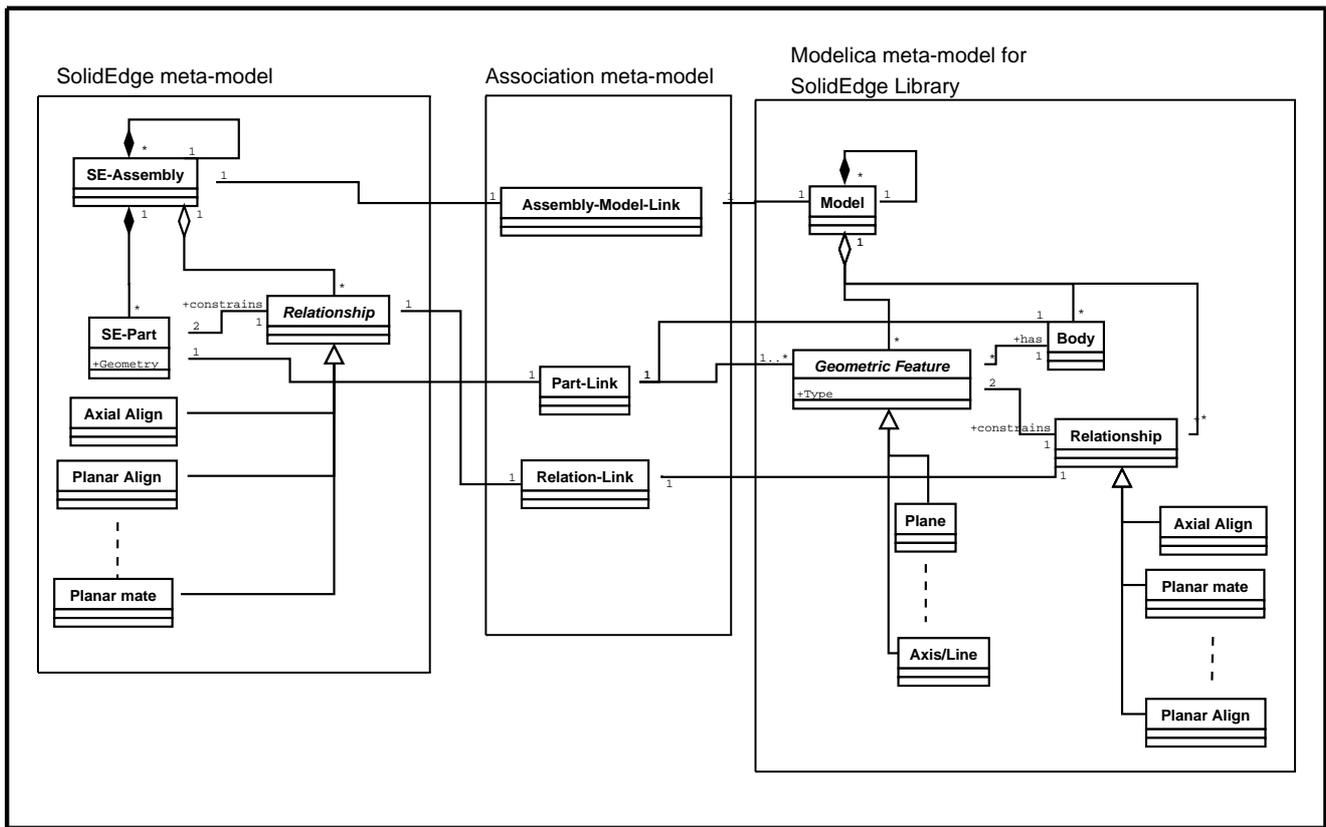 SolidEdge meta-model
Association meta-model
Modelica meta-model for
SolidEdge Library
*
1
SE-Assembly
1
1
1
*
SE-Part
+Geometry
+constrains
2
1
1
*
Relationship
1
Axial Align
Planar Align
Planar mate
1
Assembly-Model-Link
1
1
Part-Link
1
1
Relation-Link
1
*
1
Model
1
1
*
1..*
Geometric Feature
+Type
1
*
+has
1
*
Body
2
+constrains
1
1
Relationship
+*
Plane
Axis/Line
Axial Align
Planar mate
Planar Align